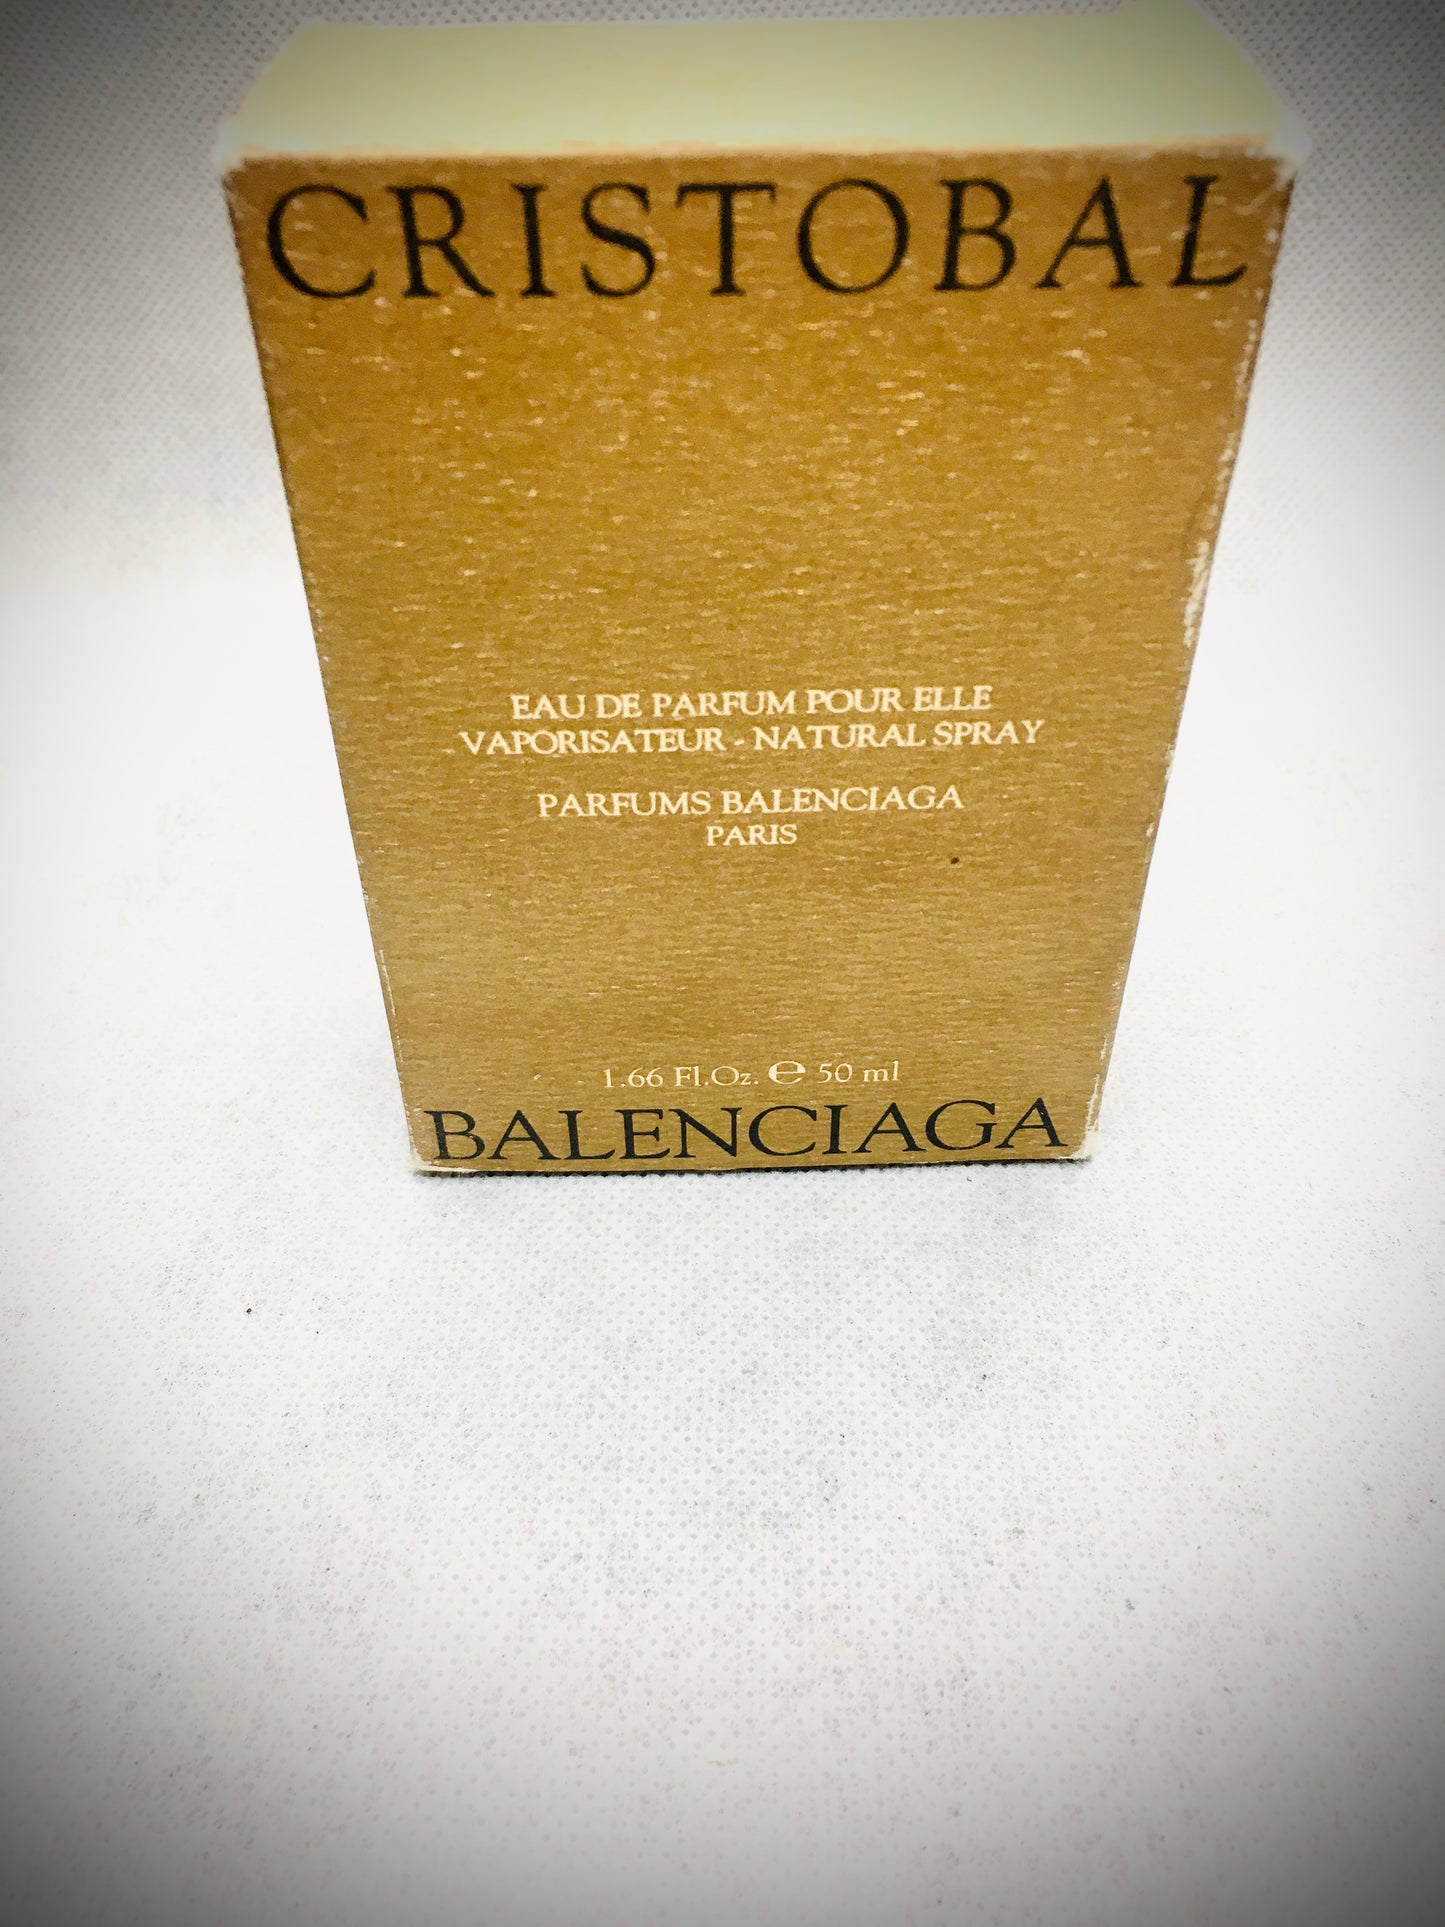 CRISTOBAL
EAU DE PARFUM POUR ELLE
VAPORISATEUR - NATURAL SPRAY
PARFUMS BALENCIAGA
PARIS
1.66 Fl.Oz. ℮ 50 ml
BALENCIAGA